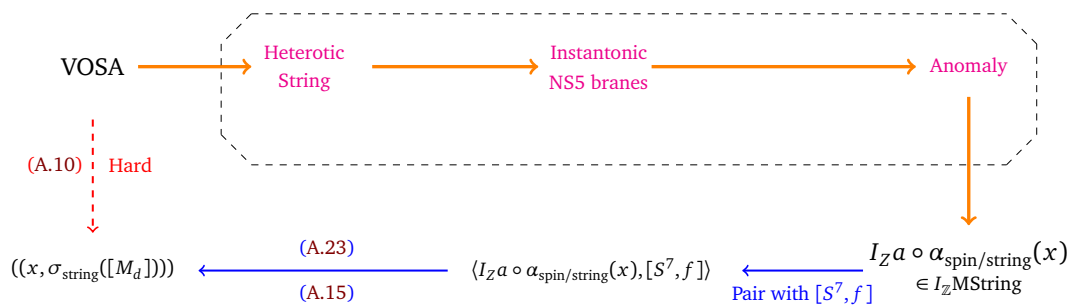 VOSA
Heterotic
String
Instantonic
NS5 branes
Anomaly
(A.10) Hard
((x, σ_string([M_d])))
(A.23)
(A.15)
⟨I_Z a ∘ α_spin/string(x), [S^7, f]⟩
Pair with [S^7, f]
I_Z a ∘ α_spin/string(x)
∈ I_ℤMString